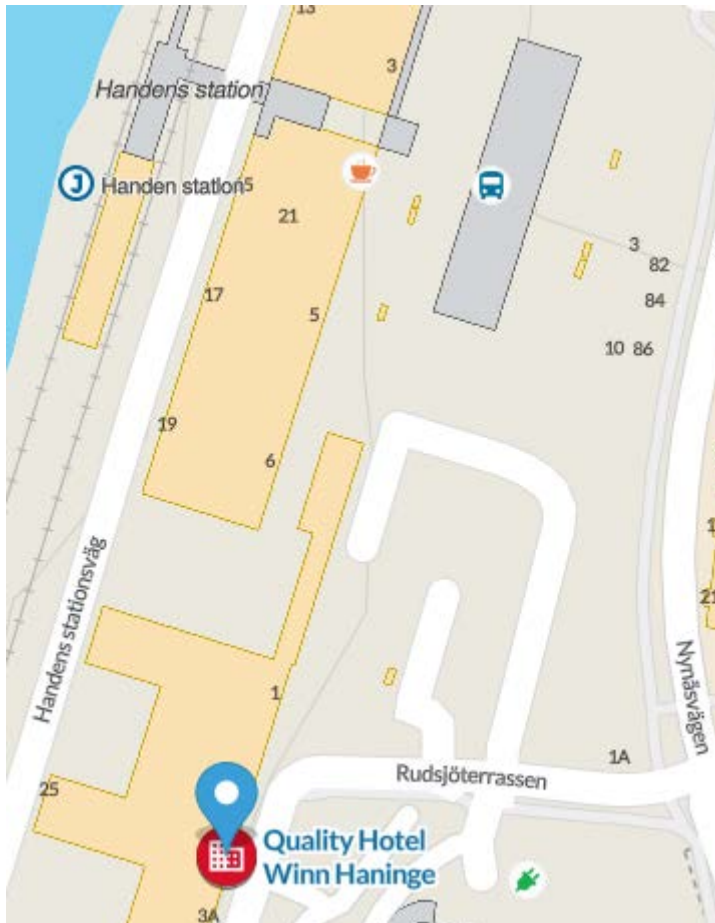 13
3
Handens station
J
Handen station
5
21
3
82
17
84
5
10 86
19
6
Handens stationsväg
21
Nynäsvägen
1
1A
Rudsjöterrassen
25
Quality Hotel
Winn Haninge
3A